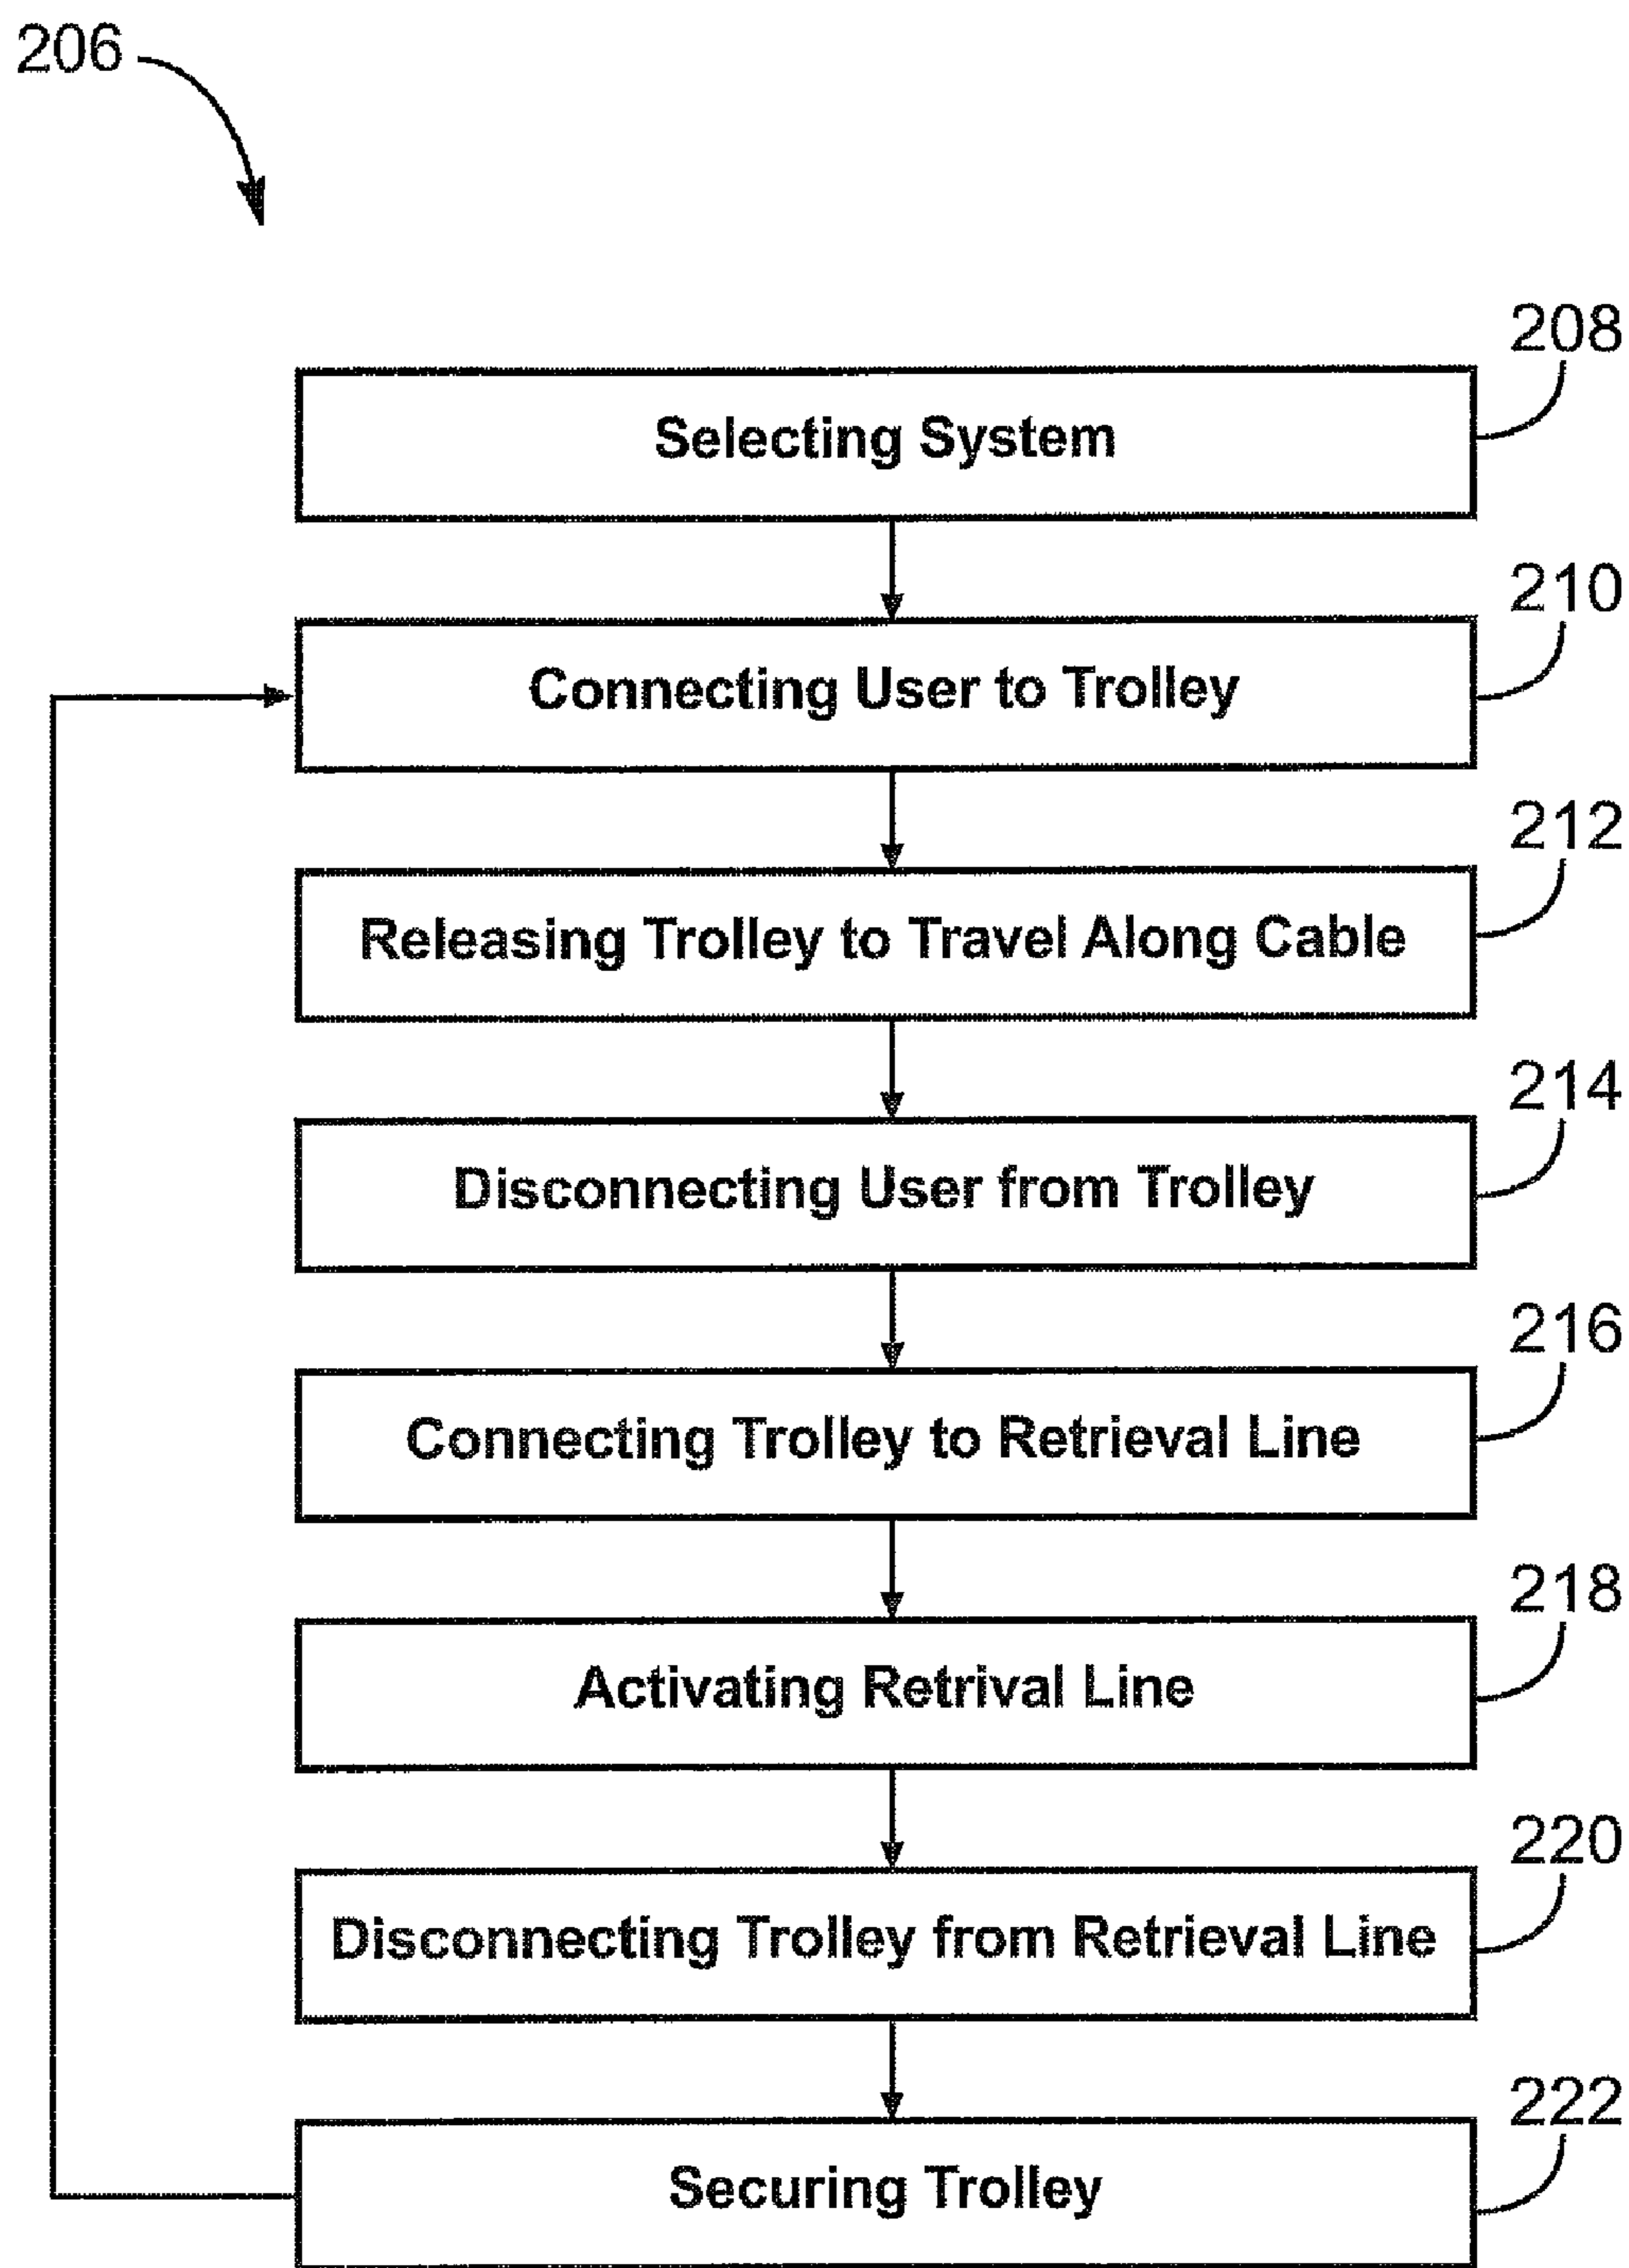 206
208
Selecting System
210
Connecting User to Trolley
212
Releasing Trolley to Travel Along Cable
214
Disconnecting User from Trolley
216
Connecting Trolley to Retrieval Line
218
Activating Retrival Line
220
Disconnecting Trolley from Retrieval Line
222
Securing Trolley